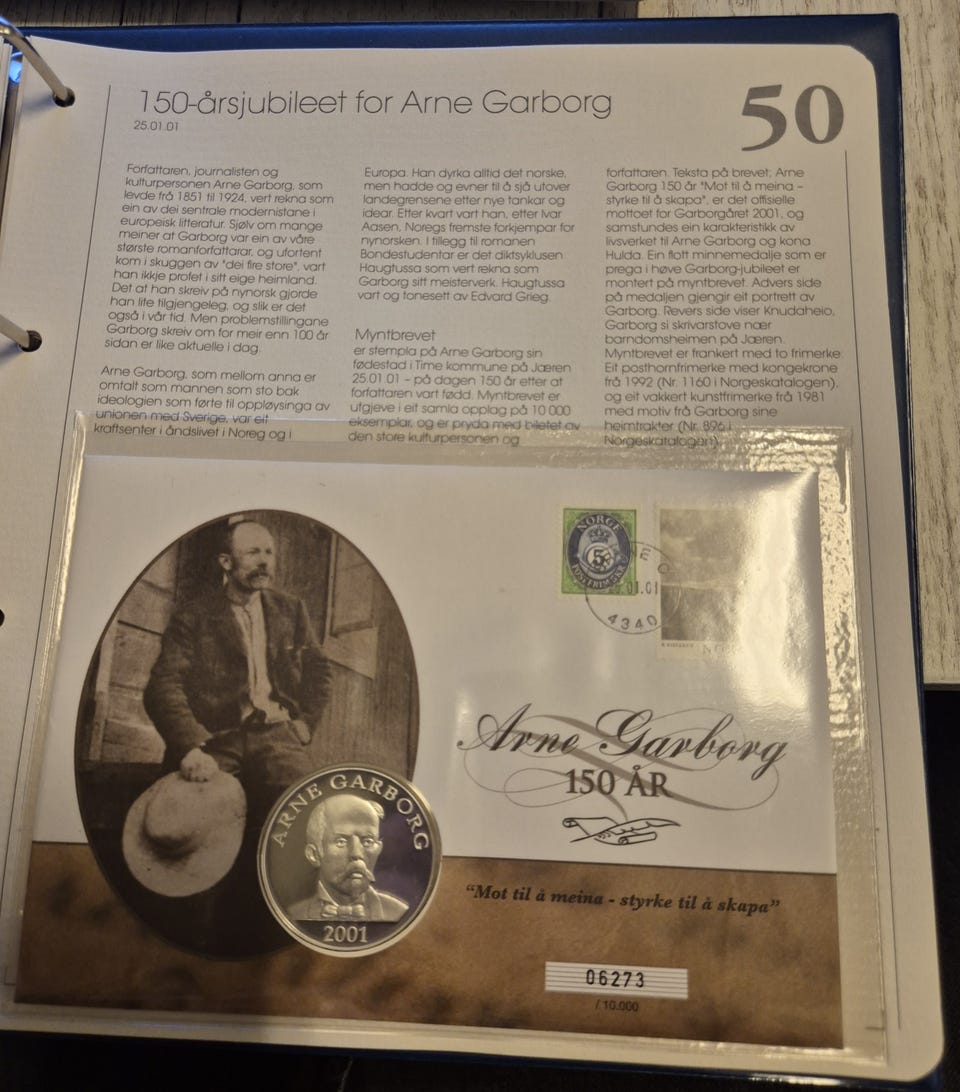 150-årsjubileet for Arne Garborg
25.01.01
50
Forfattaren, journalisten og
kulturpersonen Arne Garborg, som
levde frå 1851 til 1924, vert rekna som
ein av dei sentrale modernistane i
europeisk litteratur. Sjølv om mange
meiner at Garborg var ein av våre
største romanforfattarar, og ufortent
kom i skuggen av "dei fire store", vart
han ikkje profet i sitt eige heimland.
Det at han skreiv på nynorsk gjorde
han lite tilgjengeleg, og slik er det
også i vår tid. Men problemstillingane
Garborg skreiv om for meir enn 100 år
sidan er like aktuelle i dag.
Arne Garborg, som mellom anna er
omtalt som mannen som sto bak
ideologien som førte til oppløysinga av
unionen med Sverige, var eit
kraftsenter i åndslivet i Noreg og i
Europa. Han dyrka alltid det norske,
men hadde og evner til å sjå utover
landegrensene etter nye tankar og
idear. Etter kvart vart han, etter Ivar
Aasen, Noregs fremste forkjempar for
nynorsken. I tillegg til romanen
Bondestudentar er det diktsyklusen
Haugtussa som vert rekna som
Garborg sitt meisterverk. Haugtussa
vart og tonesett av Edvard Grieg.
Myntbrevet
er stempla på Arne Garborg sin
fødestad i Time kommune på Jæren
25.01.01 – på dagen 150 år etter at
forfattaren vart fødd. Myntbrevet er
utgjeve i eit samla opplag på 10 000
eksemplar, og er pryda med biletet av
den store kulturpersonen og
forfattaren. Teksta på brevet; Arne
Garborg 150 år "Mot til å meina –
styrke til å skapa", er det offisielle
mottoet for Garborgåret 2001, og
samstundes ein karakteristikk av
livsverket til Arne Garborg og kona
Hulda. Ein flott minnemedalje som er
prega i høve Garborg-jubileet er
montert på myntbrevet. Advers side
på medaljen gjengir eit portrett av
Garborg. Revers side viser Knudaheio,
Garborg si skrivarstove nær
barndomsheimen på Jæren.
Myntbrevet er frankert med to frimerke:
Eit posthornfrimerke med kongekrone
frå 1992 (Nr. 1160 i Norgeskatalogen),
og eit vakkert kunstfrimerke frå 1981
med motiv frå Garborg sine
heimtrakter (Nr. 896 i
Norgeskatalogen).
NORGE
5
POSTFRIMERKE
01.01
4340
Arne Garborg
150 ÅR
ARNE GARBORG
2001
“Mot til å meina - styrke til å skapa”
06273
/ 10.000